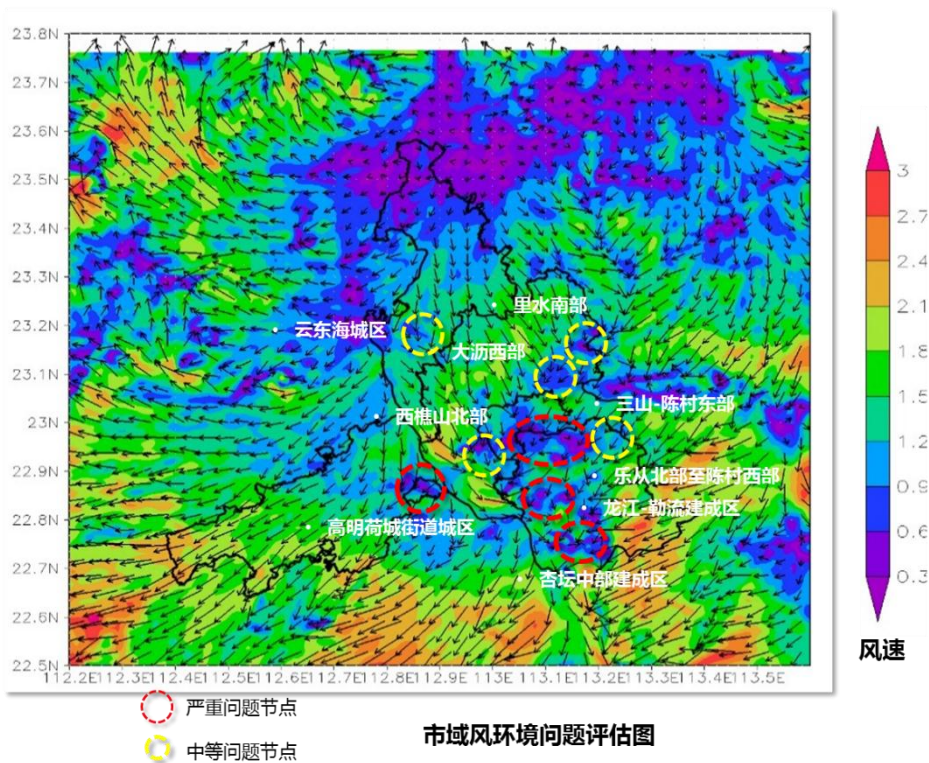 23.8N
23.7N
23.6N
23.5N
23.4N
23.3N
23.2N
23.1N
23N
22.9N
22.8N
22.7N
22.6N
22.5N
112.2E112.3E112.4E112.5E112.6E112.7E112.8E112.9E113E113.1E113.2E113.3E113.4E113.5E
里水南部
云东海城区
大沥西部
三山-陈村东部
西樵山北部
乐从北部至陈村西部
龙江-勒流建成区
高明荷城街道城区
杏坛中部建成区
3
2.7
2.4
2.1
1.8
1.5
1.2
0.9
0.6
0.3
风速
严重问题节点
中等问题节点
市域风环境问题评估图